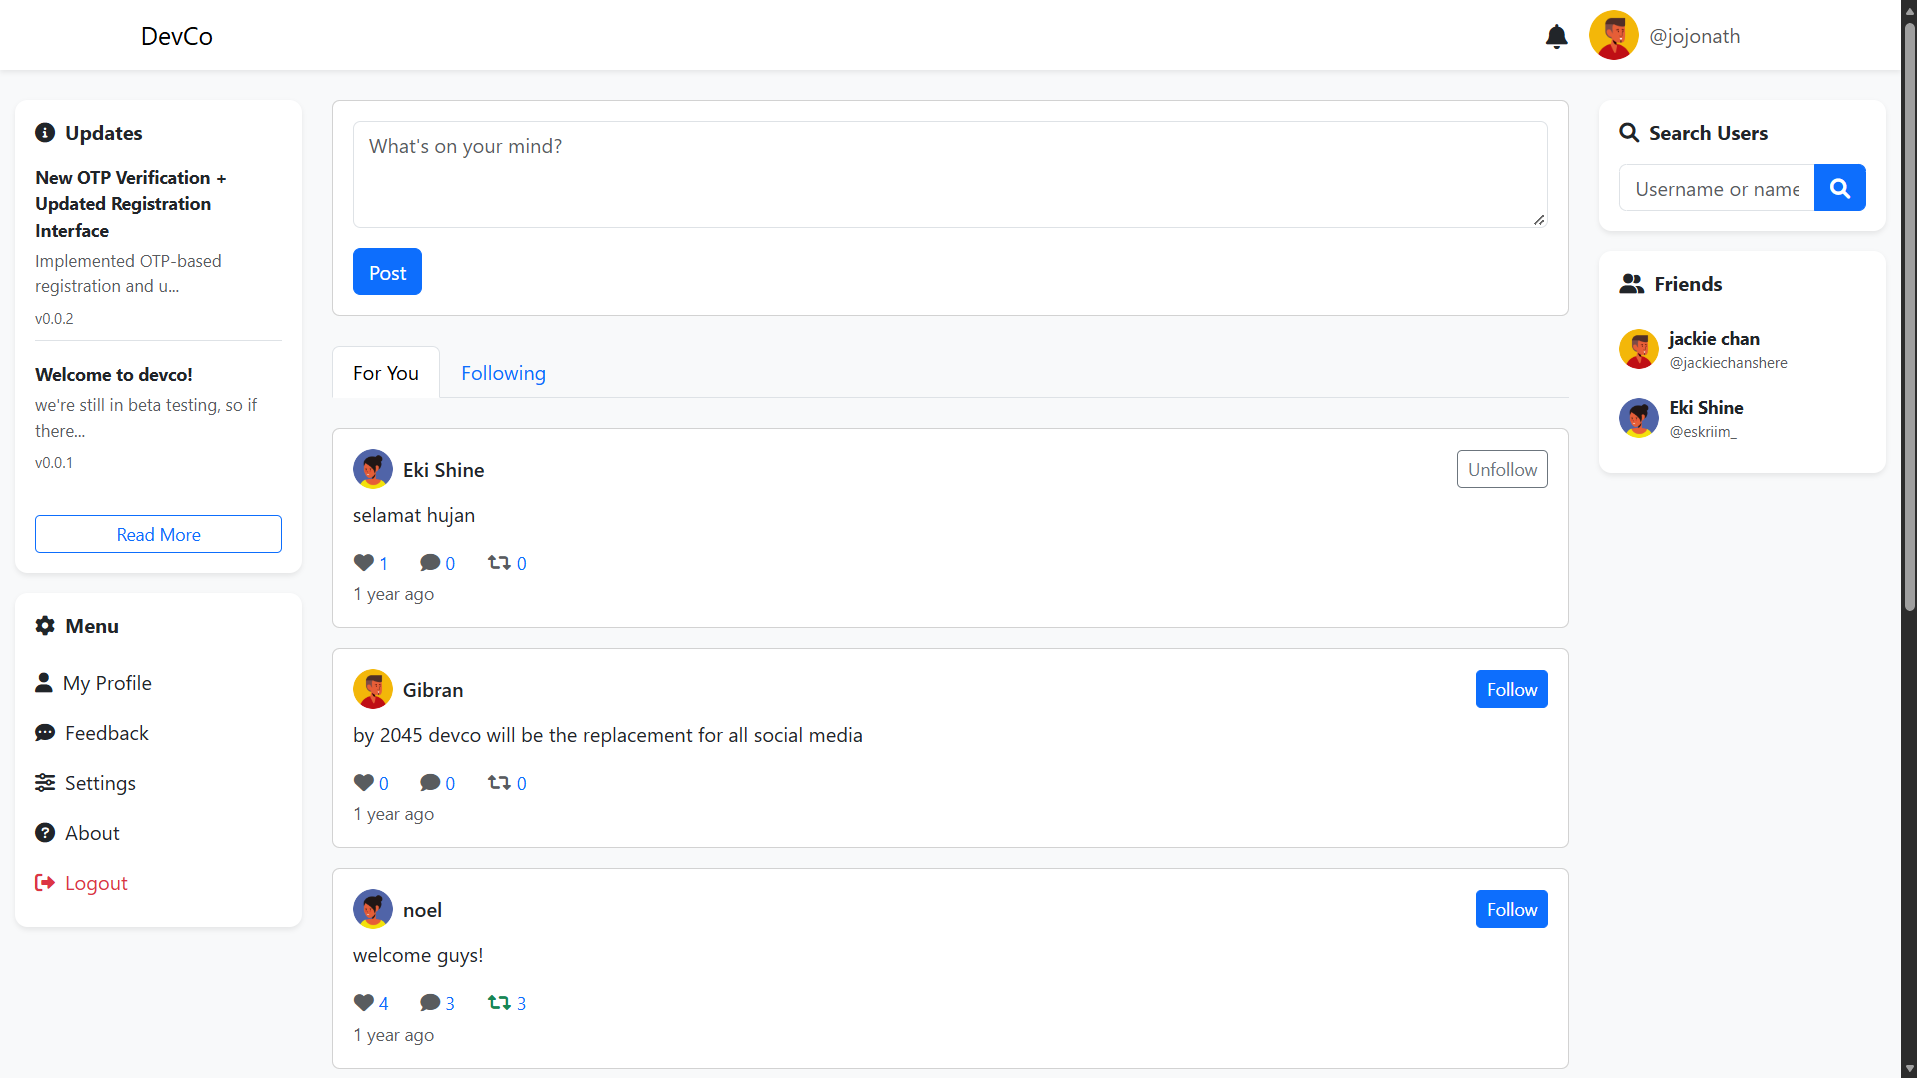 DevCo
@jojonath
Updates
New OTP Verification +
Updated Registration
Interface
Implemented OTP-based
registration and u...
v0.0.2
Welcome to devco!
we're still in beta testing, so if
there...
v0.0.1
Read More
Menu
My Profile
Feedback
Settings
About
Logout
What's on your mind?
Post
For You
Following
Eki Shine
Unfollow
selamat hujan
1 0 0
1 year ago
Gibran
Follow
by 2045 devco will be the replacement for all social media
0 0 0
1 year ago
noel
Follow
welcome guys!
4 3 3
1 year ago
Search Users
Username or name
Friends
jackie chan
@jackiechanshere
Eki Shine
@eskriim_